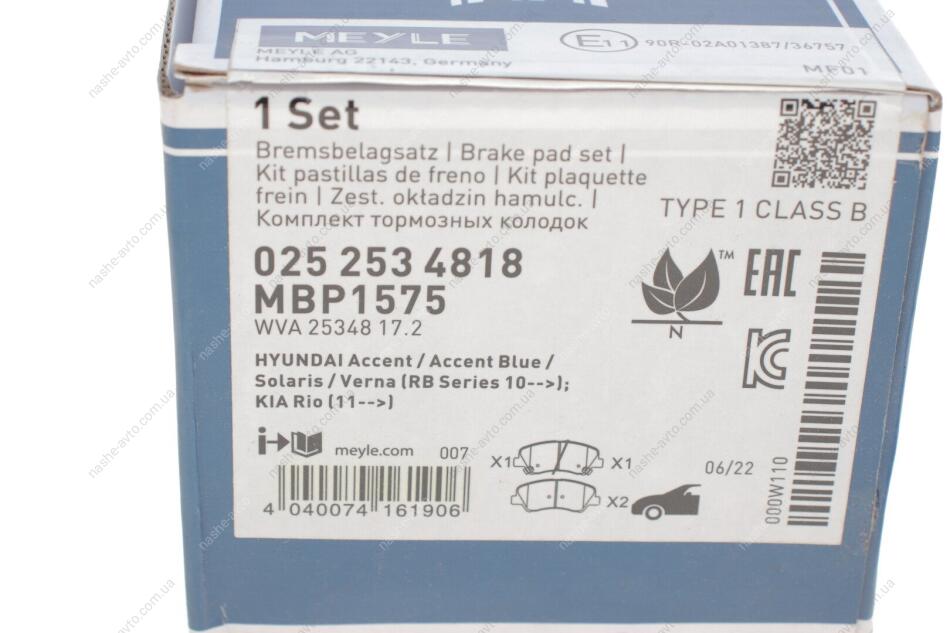 MEYLE
MEYLE AG
Hamburg 22143, Germany
E11 90R-02A01387/36757
MF01
1 Set
Bremsbelagsatz | Brake pad set |
Kit pastillas de freno | Kit plaquette
frein | Zest. okładzin hamulc. |
Комплект тормозных колодок
TYPE 1 CLASS B
025 253 4818
MBP1575
WVA 25348 17.2
TM
N
EAC
HYUNDAI Accent / Accent Blue /
Solaris / Verna (RB Series 10-->);
KIA Rio (11-->)
i
meyle.com 007
X1 X1
X2
06/22
000W110
4 040074 161906
nashe-avto.com.ua